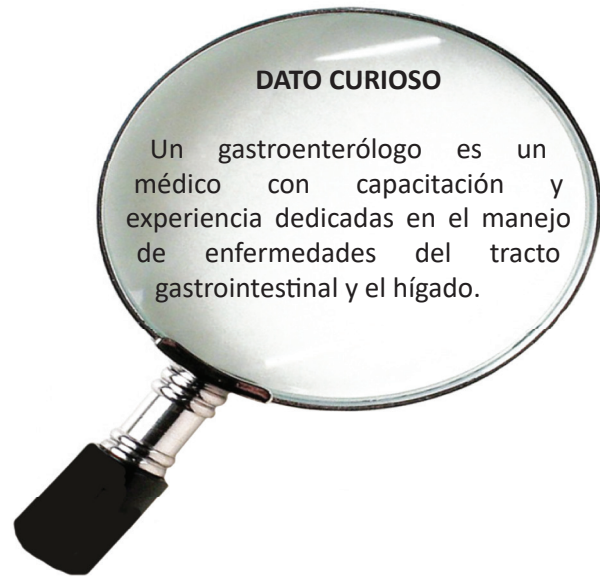 DATO CURIOSO
Un gastroenterólogo es un
médico con capacitación y
experiencia dedicadas en el manejo
de enfermedades del tracto
gastrointestinal y el hígado.